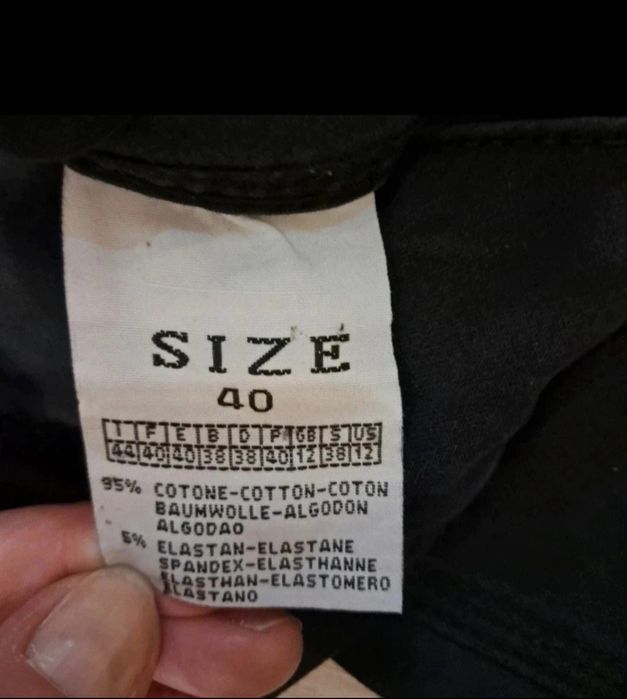 SIZE
40
I F E B D P GB S US
44 40 40 38 38 40 12 38 12
95% COTONE-COTTON-COTON
BAUMWOLLE-ALGODON
ALGODAO
5% ELASTAN-ELASTANE
SPANDEX-ELASTHANNE
ELASTHAN-ELASTOMERO
ELASTANO